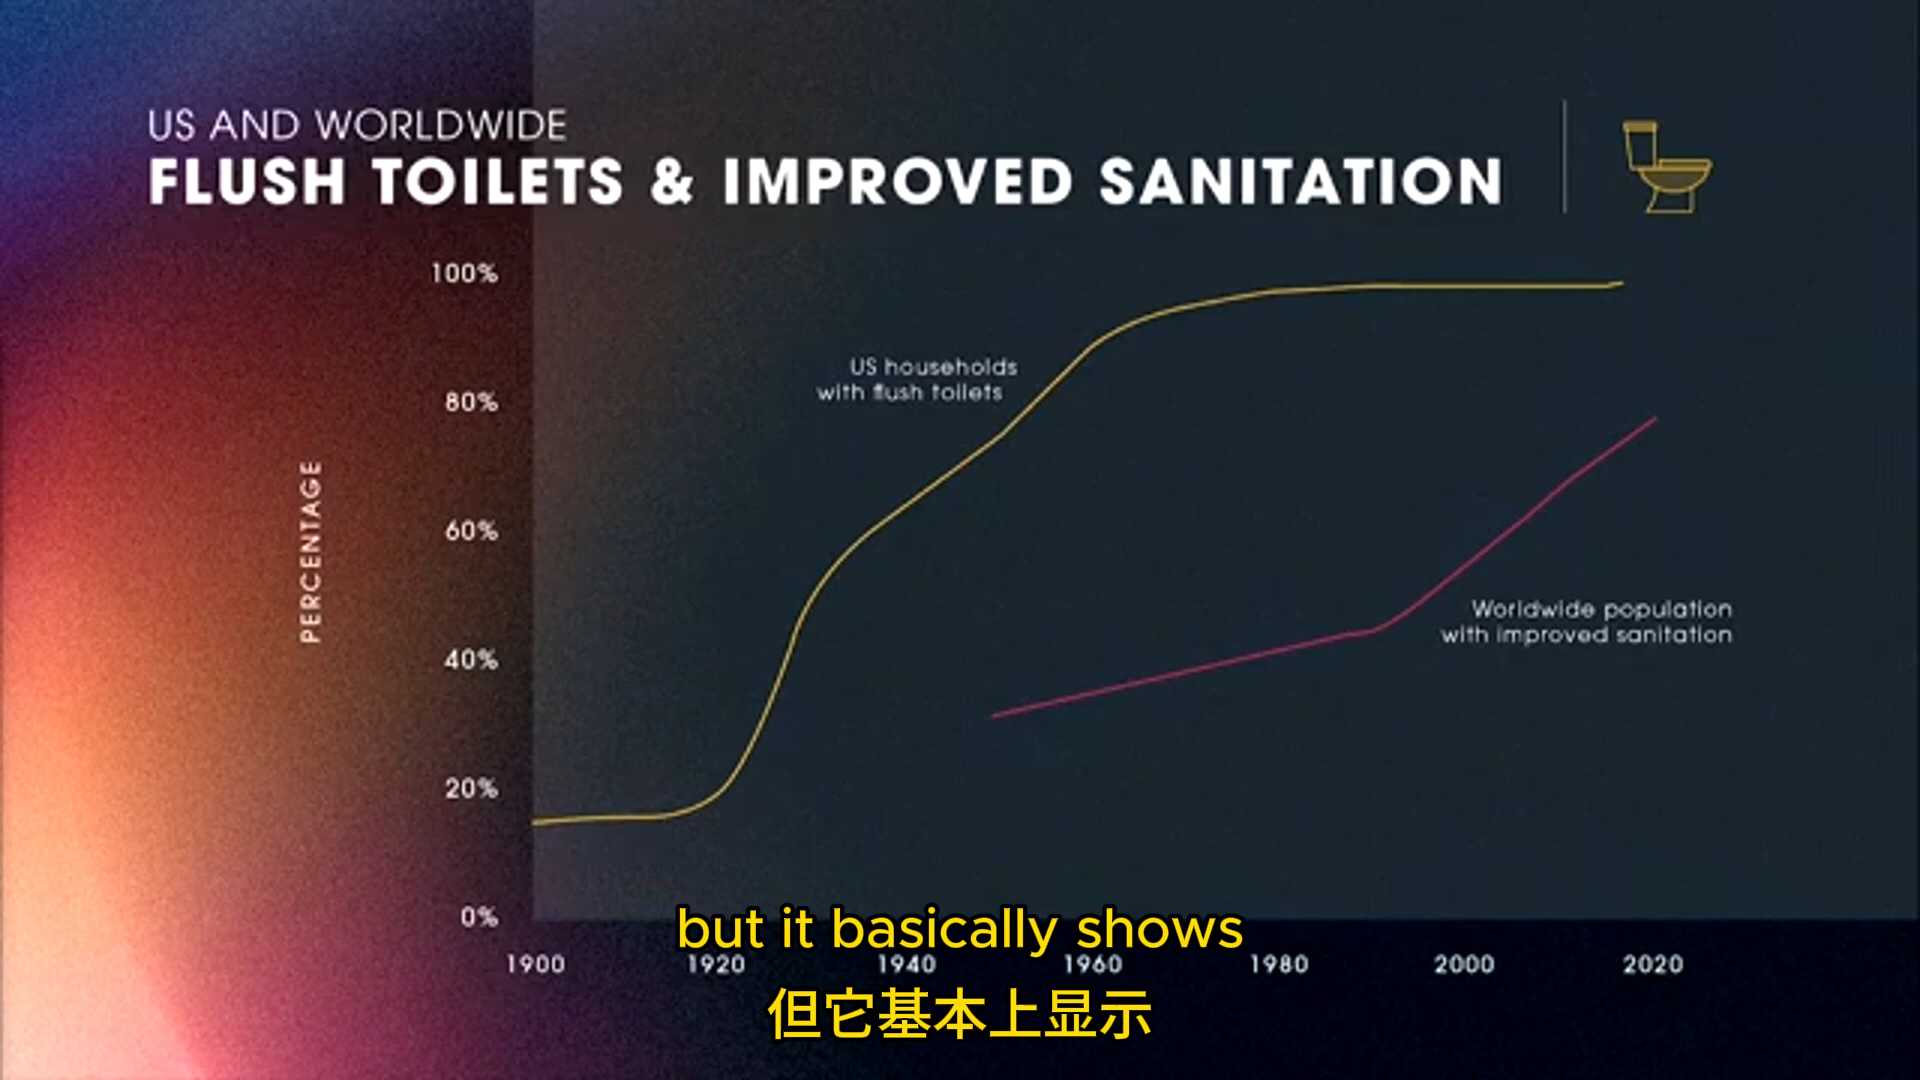 US AND WORLDWIDE
FLUSH TOILETS & IMPROVED SANITATION
100%
80%
60%
40%
20%
0%
PERCENTAGE
US households
with flush toilets
Worldwide population
with improved sanitation
but it basically shows
1900 1920 1940 1960 1980 2000 2020
但它基本上显示